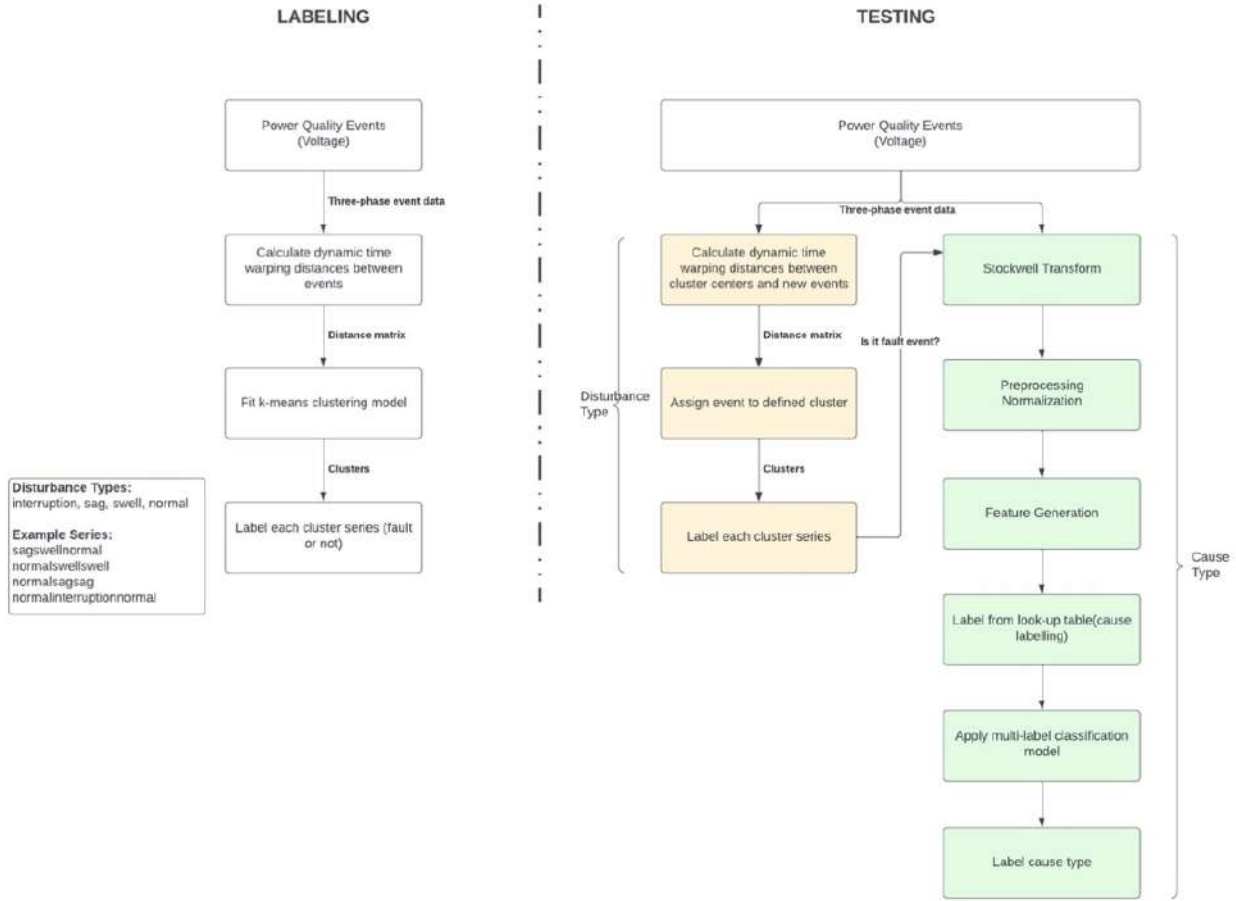 LABELING
Power Quality Events
(Voltage)
Three-phase event data
Calculate dynamic time
warping distances between
events
Distance matrix
Fit k-means clustering model
Clusters
Label each cluster series (fault
or not)
Disturbance Types:
interruption, sag, swell, normal
Example Series:
sagswellnormal
normalswellswell
normalsagsag
normalinterruptionnormal
TESTING
Power Quality Events
(Voltage)
Three-phase event data
Calculate dynamic time
warping distances between
cluster centers and new events
Distance matrix
Is it fault event?
Disturbance
Type
Assign event to defined cluster
Clusters
Label each cluster series
Stockwell Transform
Preprocessing
Normalization
Feature Generation
Label from look-up table(cause
labelling)
Apply multi-label classification
model
Label cause type
Cause
Type